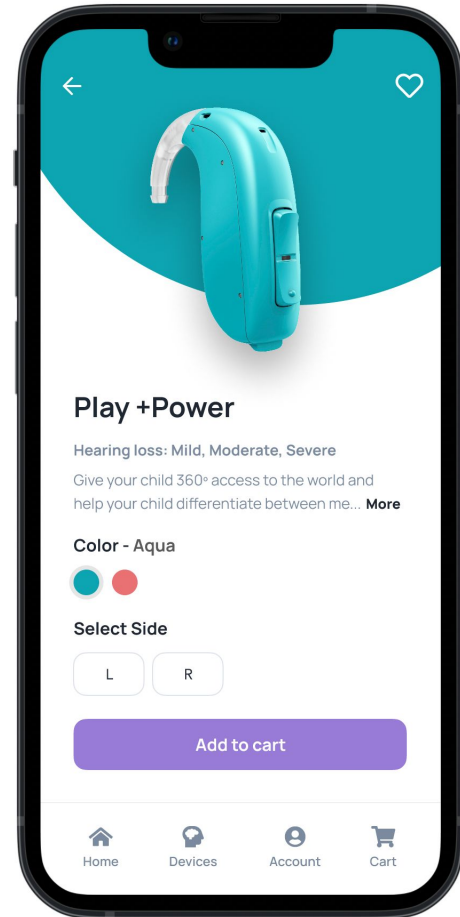 Play +Power
Hearing loss: Mild, Moderate, Severe
Give your child 360º access to the world and
help your child differentiate between me... More
Color - Aqua
Select Side
L R
Add to cart
Home Devices Account Cart